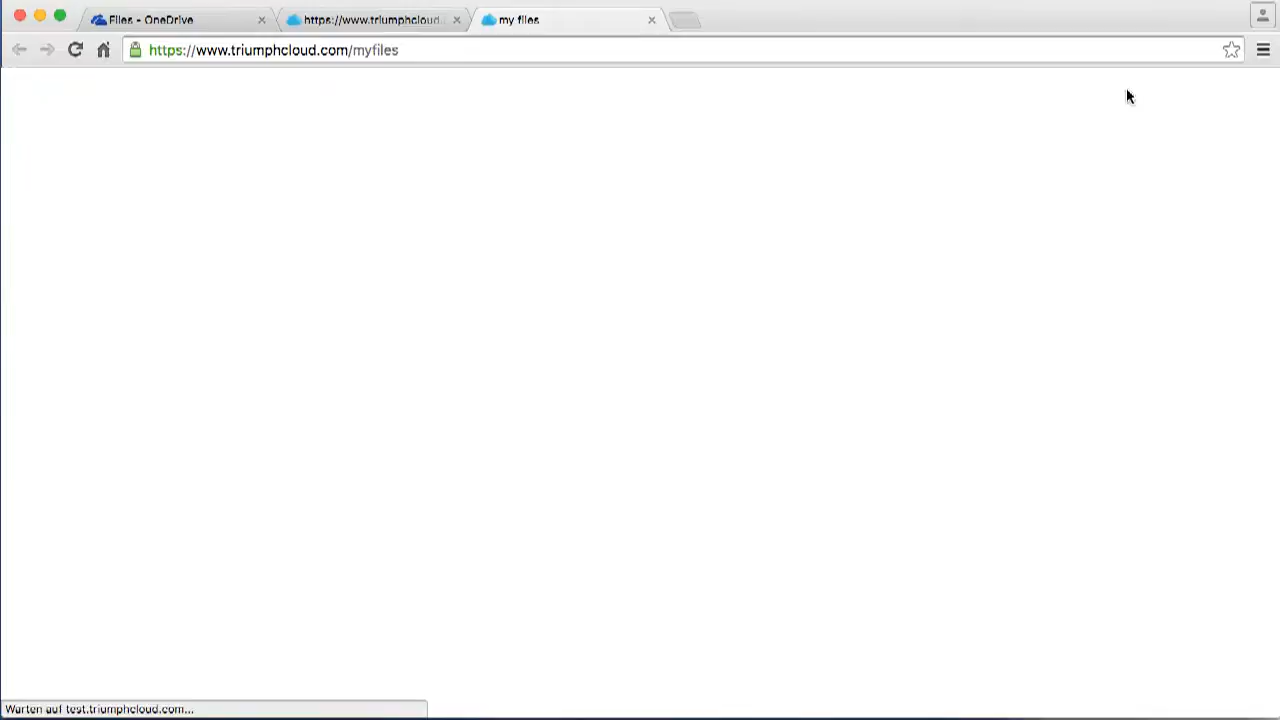 Files - OneDrive
https://www.triumphcloud.
my files
https://www.triumphcloud.com/myfiles
Warten auf test.triumphcloud.com...